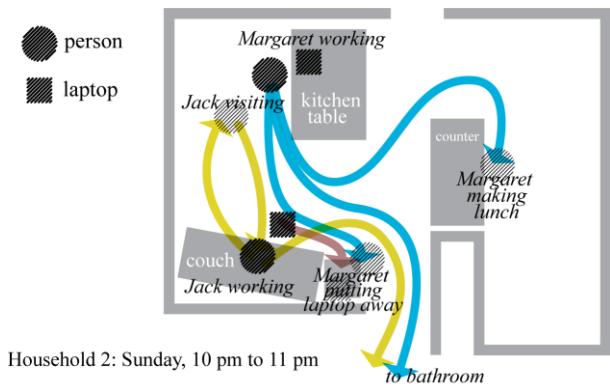 person
laptop
Margaret working
Jack visiting
kitchen
table
counter
Margaret
making
lunch
couch
Jack working
Margaret
putting
laptop away
Household 2: Sunday, 10 pm to 11 pm
to bathroom